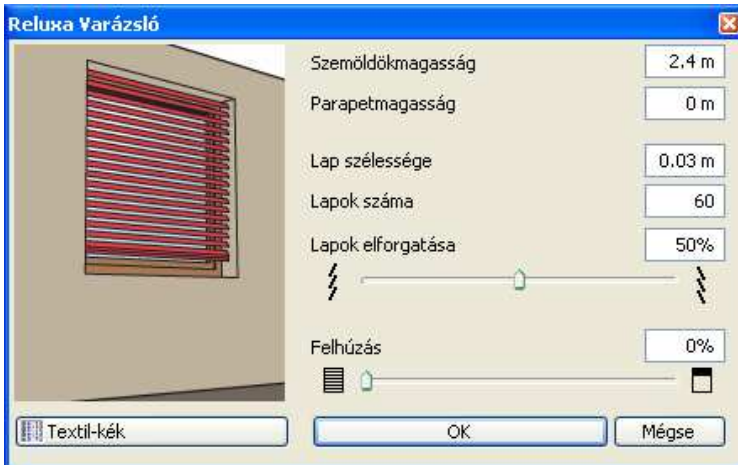 Reluxa Varázsló
Szemöldökmagasság 2.4 m
Parapetmagasság 0 m
Lap szélessége 0.03 m
Lapok száma 60
Lapok elforgatása 50%
Felhúzás 0%
Textil-kék OK Mégse